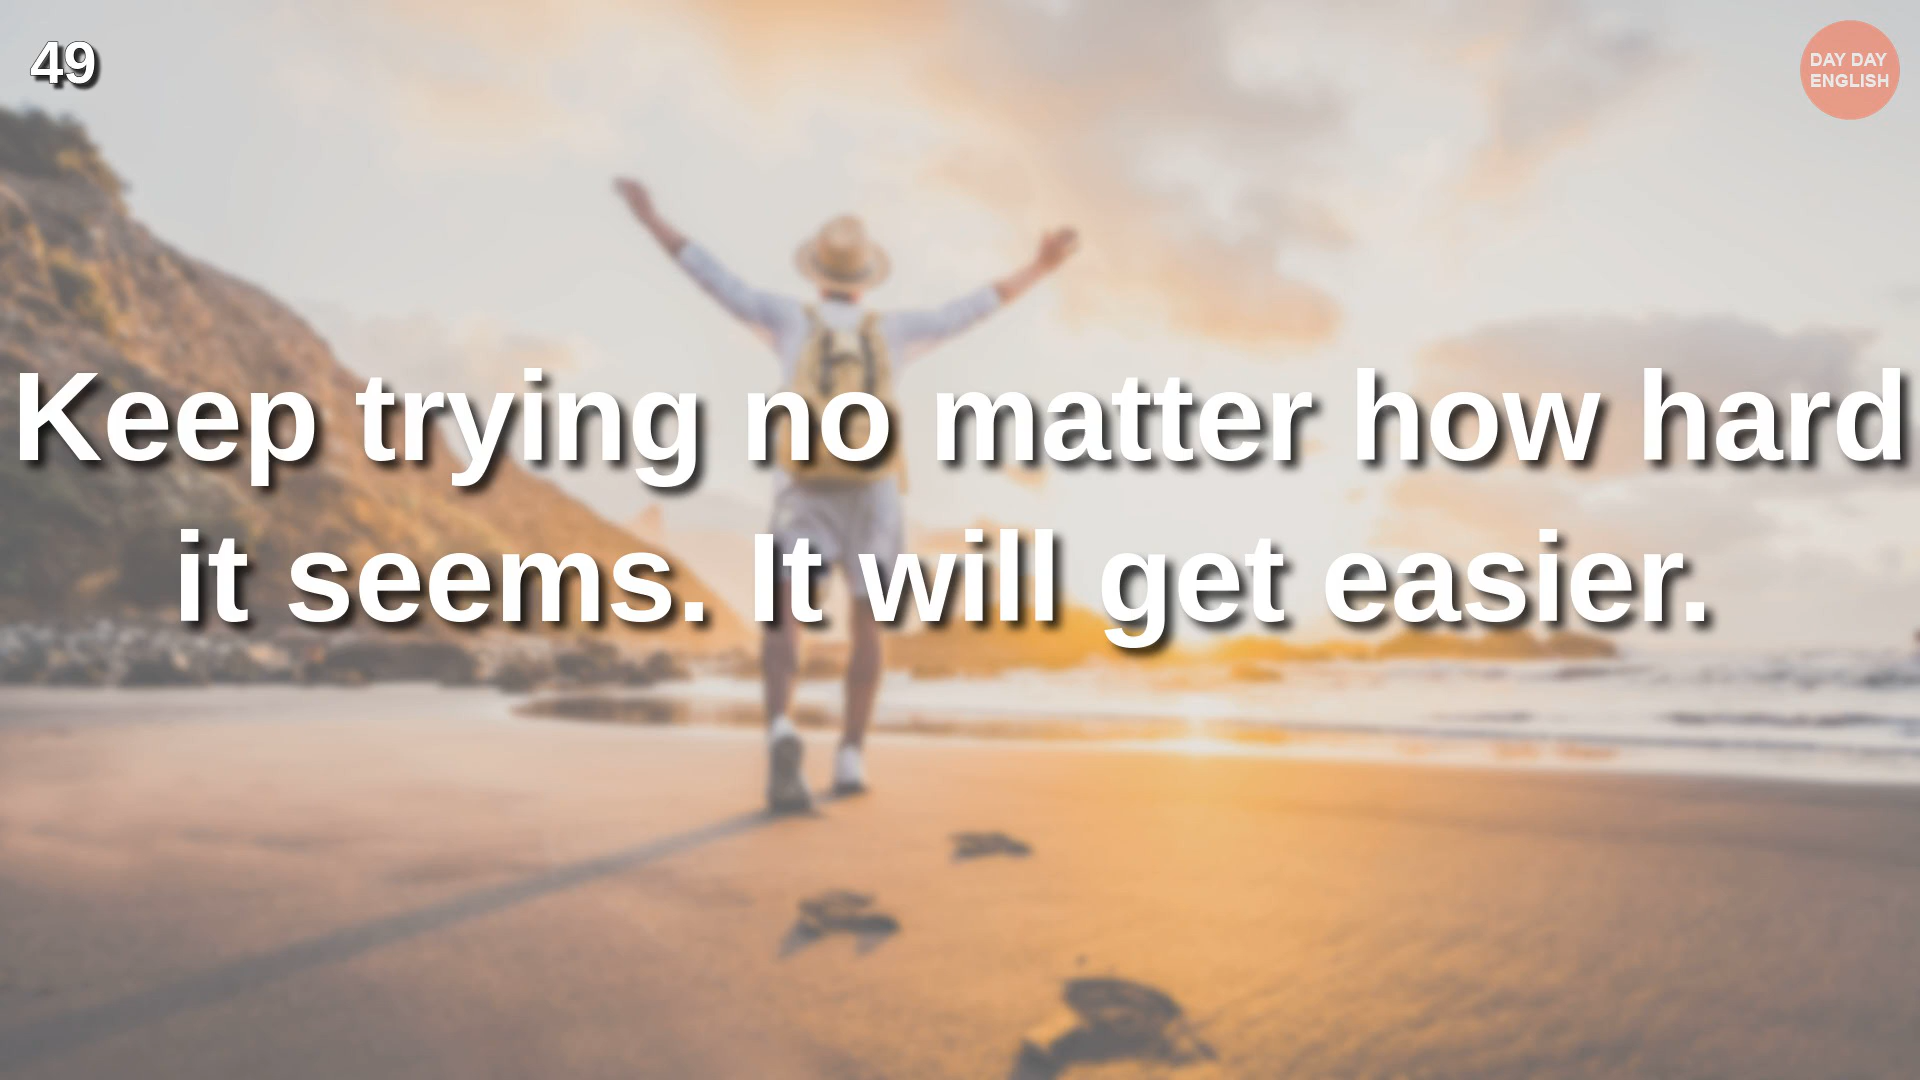 49
DAY DAY
ENGLISH
Keep trying no matter how hard
it seems. It will get easier.